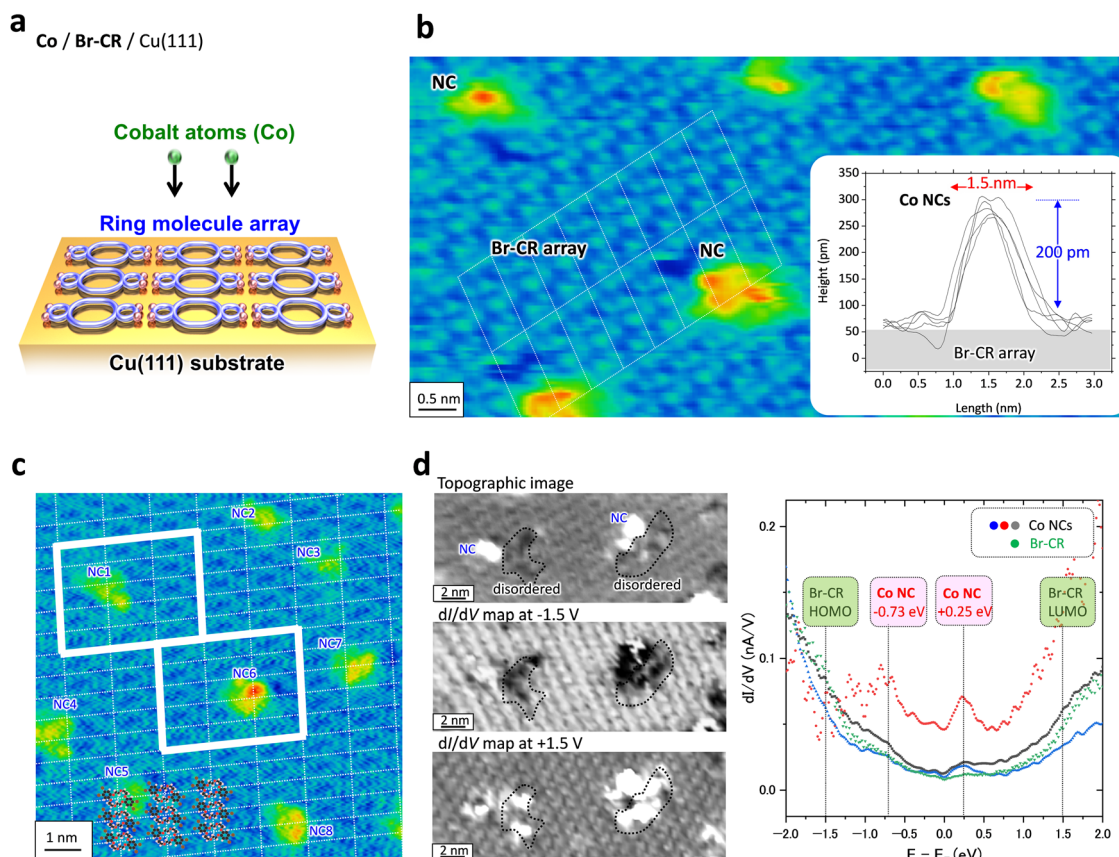 a
Co / Br-CR / Cu(111)
Cobalt atoms (Co)
Ring molecule array
Cu(111) substrate
b
NC
Br-CR array
NC
0.5 nm
350
300
250
200
150
100
50
0
Height (pm)
Co NCs
1.5 nm
200 pm
Br-CR array
0.0
0.5
1.0
1.5
2.0
2.5
3.0
Length (nm)
c
NC2
NC3
NC1
NC7
NC6
NC4
NC5
NC8
1 nm
d
Topographic image
NC
NC
disordered
disordered
2 nm
dI/dV map at -1.5 V
2 nm
dI/dV map at +1.5 V
2 nm
0.2
0.1
0.0
dI/dV (nA/V)
Co NCs
Br-CR
Br-CR
HOMO
Co NC
-0.73 eV
Co NC
+0.25 eV
Br-CR
LUMO
−2.0
−1.5
−1.0
−0.5
0.0
0.5
1.0
1.5
2.0
(eV)